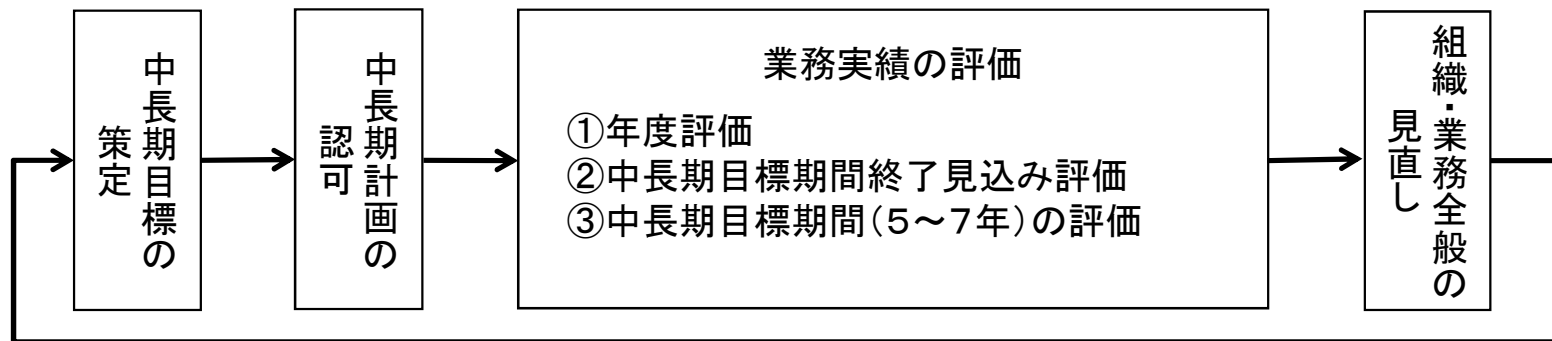 中長期目標の
策定
中長期計画の
認可
業務実績の評価
①年度評価
②中長期目標期間終了見込み評価
③中長期目標期間(5～7年)の評価
組織・業務全般の
見直し